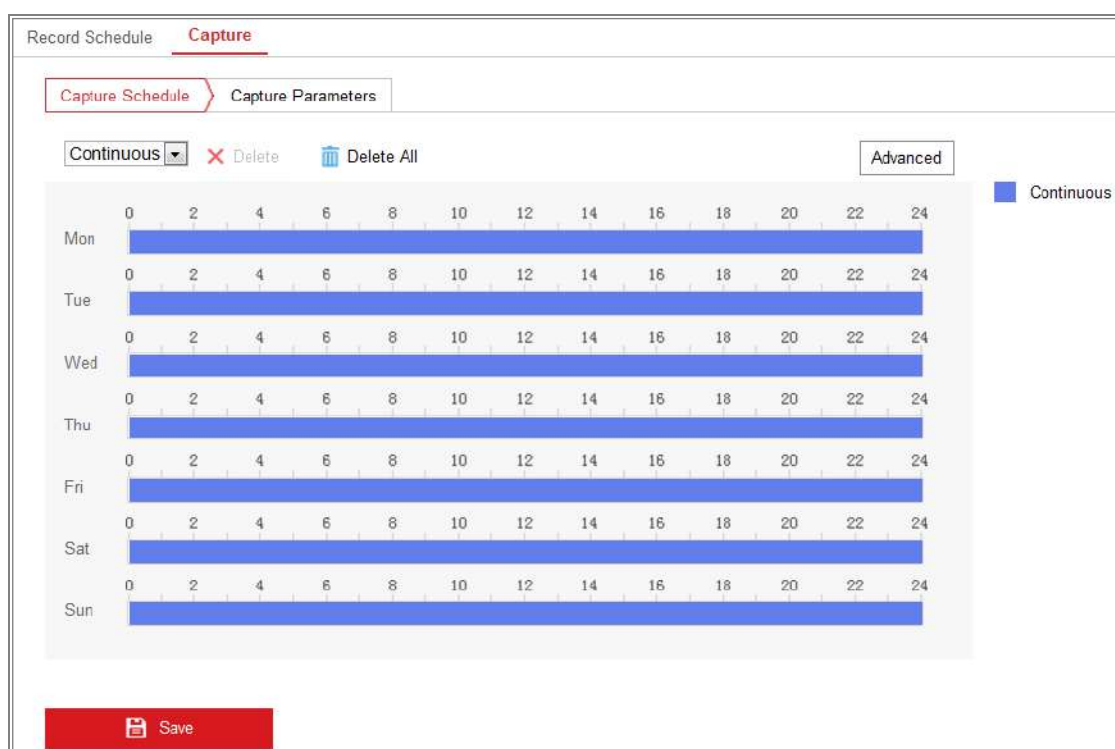 Record Schedule Capture
Capture Schedule Capture Parameters
Continuous Delete Delete All Advanced
Continuous
0 2 4 6 8 10 12 14 16 18 20 22 24
Mon
0 2 4 6 8 10 12 14 16 18 20 22 24
Tue
0 2 4 6 8 10 12 14 16 18 20 22 24
Wed
0 2 4 6 8 10 12 14 16 18 20 22 24
Thu
0 2 4 6 8 10 12 14 16 18 20 22 24
Fri
0 2 4 6 8 10 12 14 16 18 20 22 24
Sat
0 2 4 6 8 10 12 14 16 18 20 22 24
Sun
Save